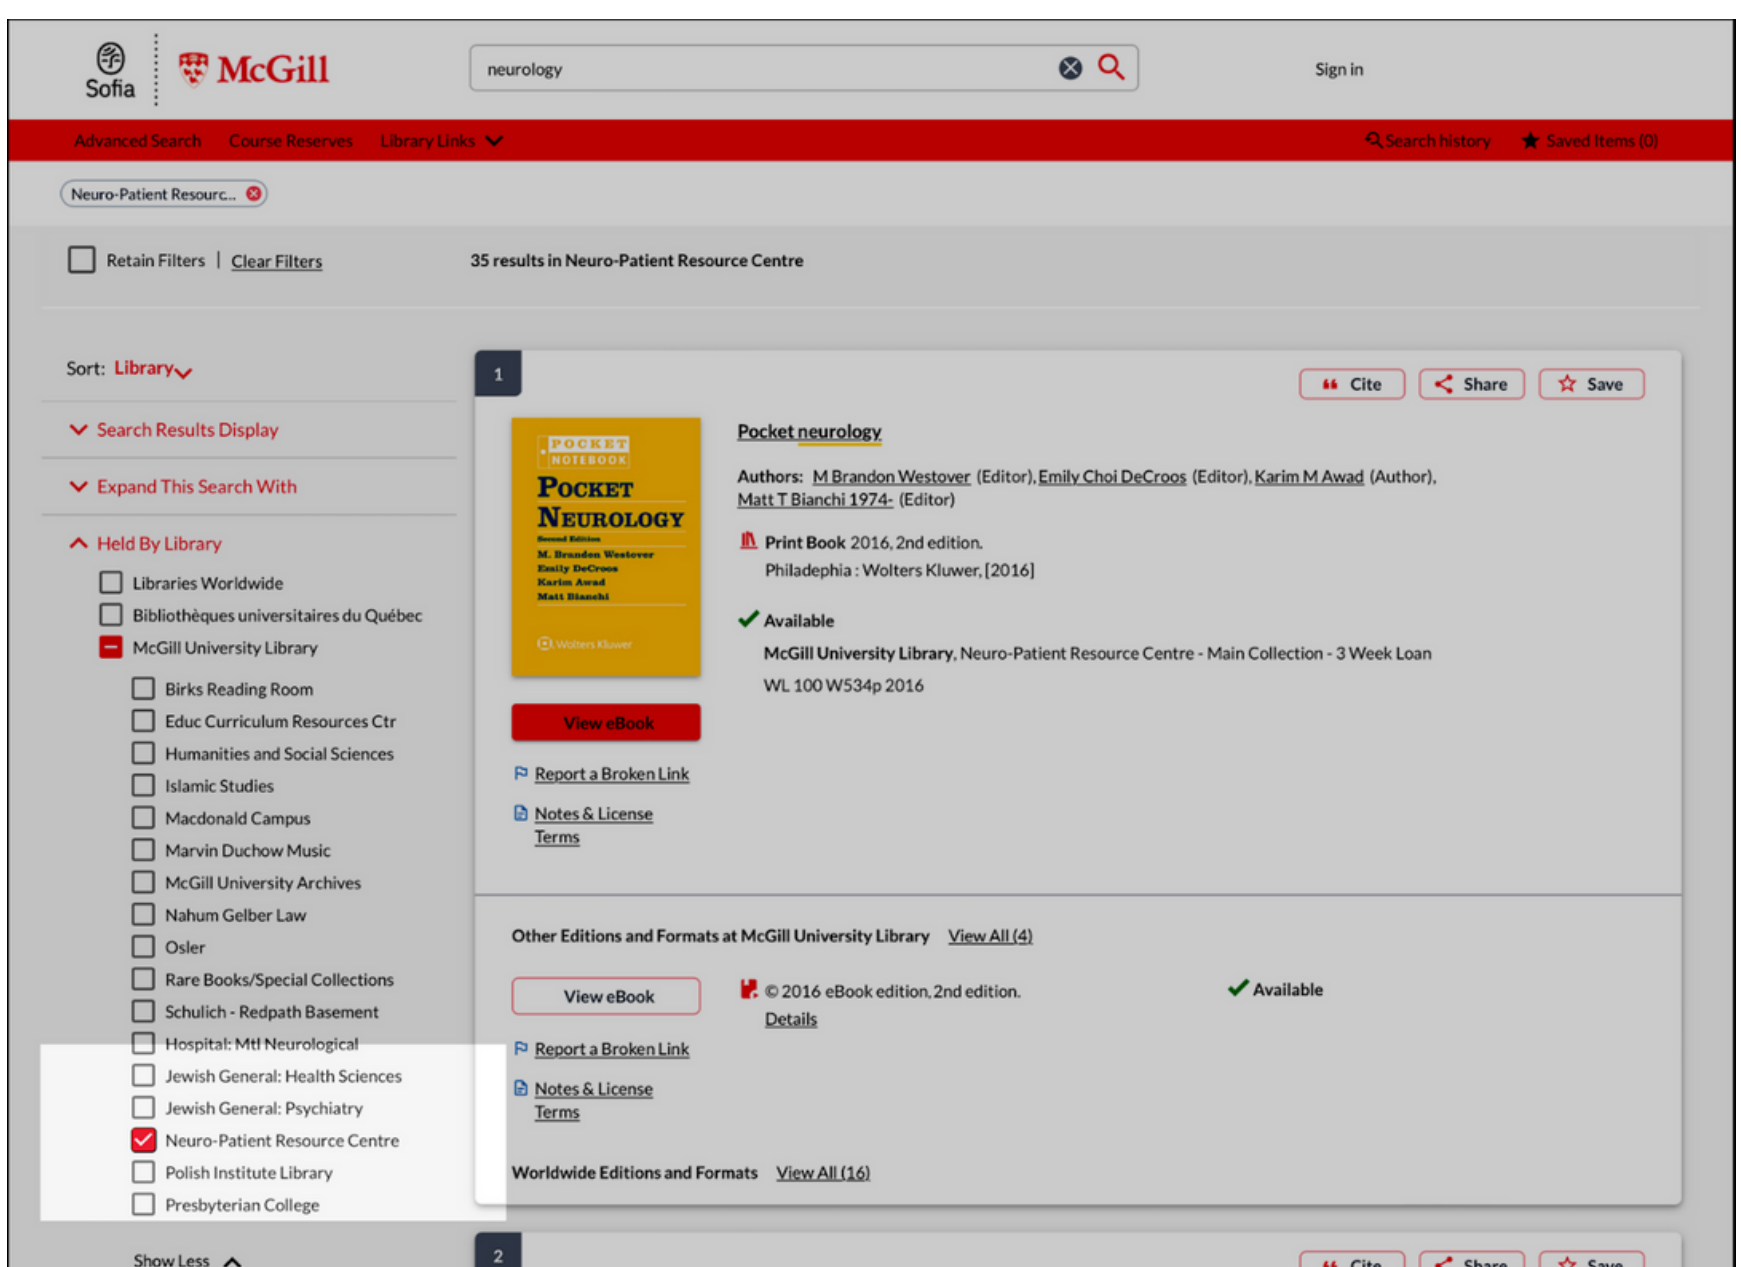 Sofia
McGill
neurology
Sign in
Advanced Search Course Reserves Library Links
Search history Saved Items (0)
Neuro-Patient Resourc...
Retain Filters | Clear Filters
35 results in Neuro-Patient Resource Centre
Sort: Library
Search Results Display
Expand This Search With
Held By Library
Libraries Worldwide
Bibliothèques universitaires du Québec
McGill University Library
Birks Reading Room
Educ Curriculum Resources Ctr
Humanities and Social Sciences
Islamic Studies
Macdonald Campus
Marvin Duchow Music
McGill University Archives
Nahum Gelber Law
Osler
Rare Books/Special Collections
Schulich - Redpath Basement
Hospital: Mtl Neurological
Jewish General: Health Sciences
Jewish General: Psychiatry
Neuro-Patient Resource Centre
Polish Institute Library
Presbyterian College
Show Less
1
Cite Share Save
POCKET
NOTEBOOK
POCKET
NEUROLOGY
Second Edition
M. Brandon Westover
Emily DeCroos
Karim Awad
Matt Bianchi
Wolters Kluwer
View eBook
Report a Broken Link
Notes & License
Terms
Pocket neurology
Authors: M Brandon Westover (Editor), Emily Choi DeCroos (Editor), Karim M Awad (Author),
Matt T Bianchi 1974- (Editor)
Print Book 2016, 2nd edition.
Philadephia : Wolters Kluwer, [2016]
Available
McGill University Library, Neuro-Patient Resource Centre - Main Collection - 3 Week Loan
WL 100 W534p 2016
Other Editions and Formats at McGill University Library View All (4)
View eBook
© 2016 eBook edition, 2nd edition.
Details
Available
Report a Broken Link
Notes & License
Terms
Worldwide Editions and Formats View All (16)
2
Cite Share Save